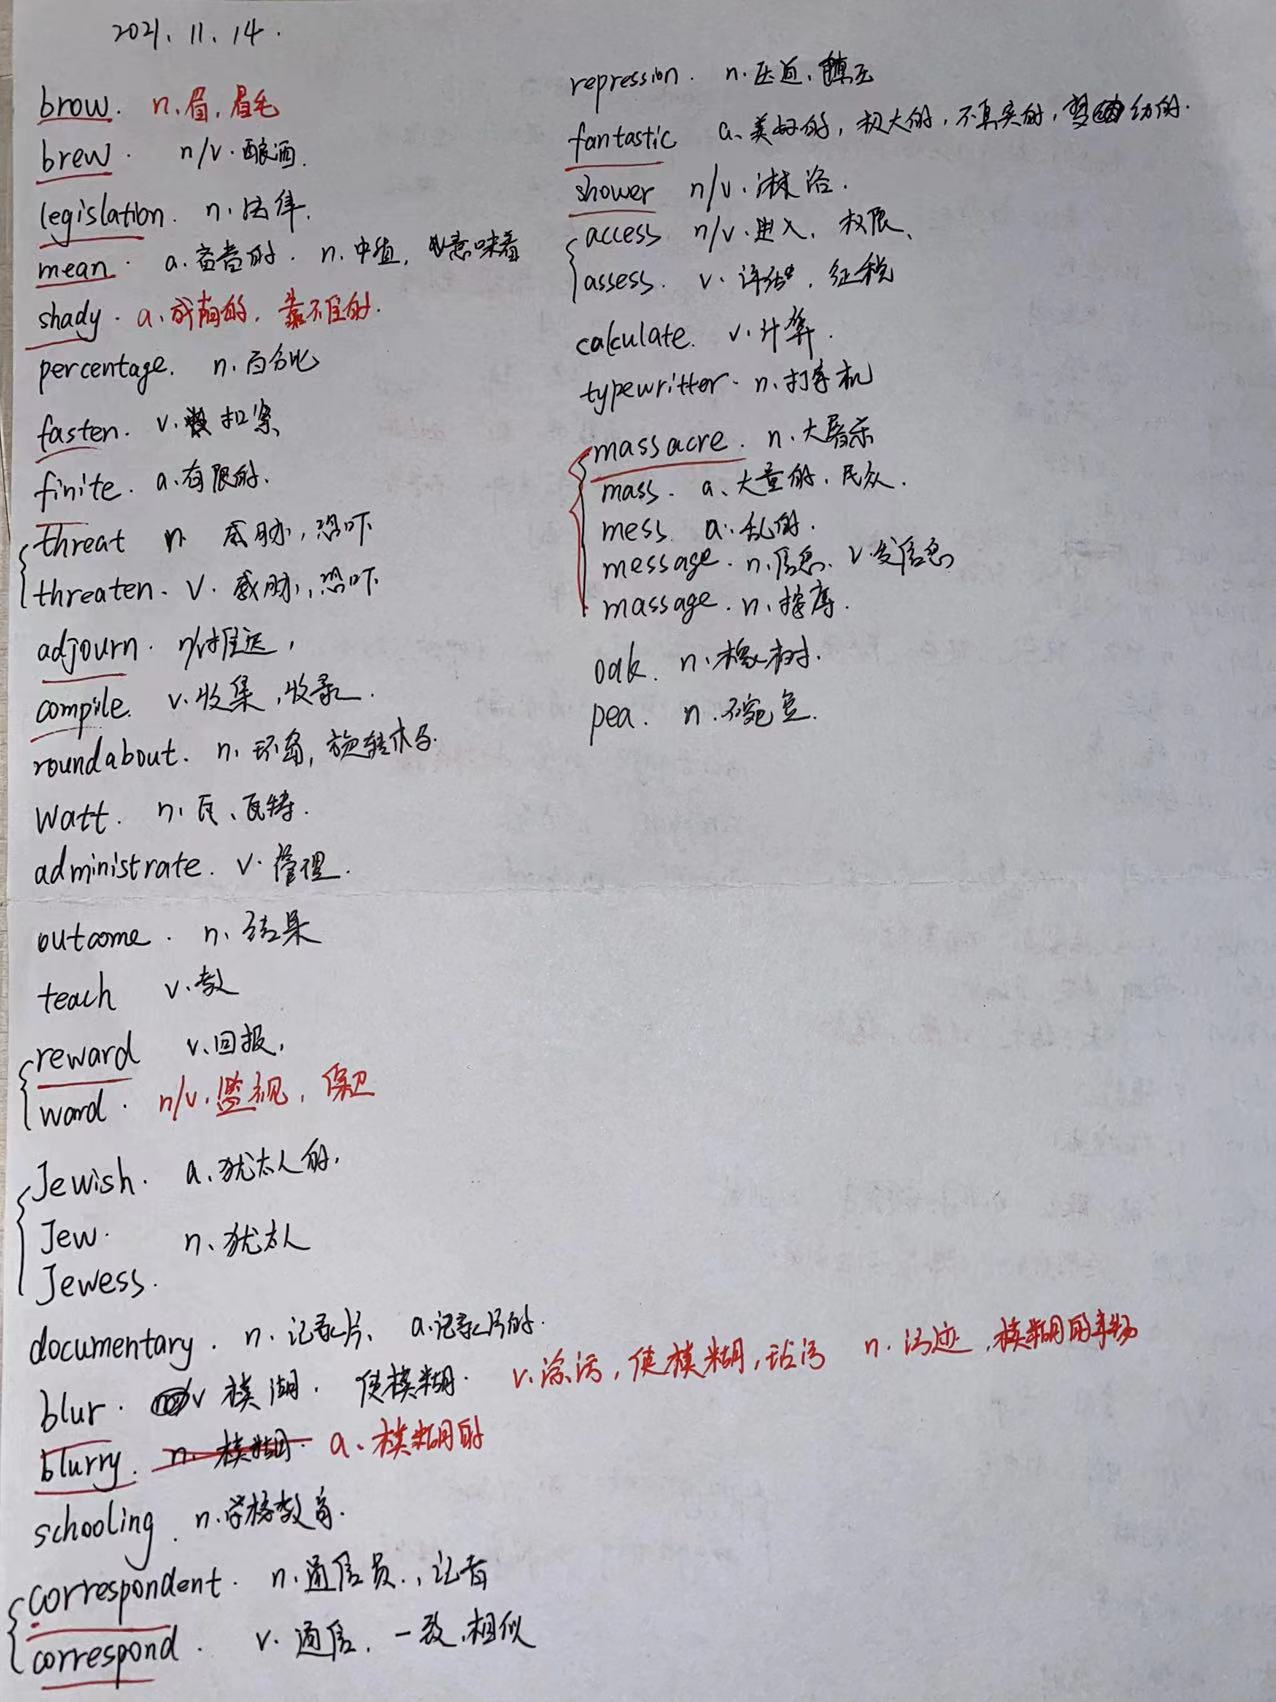 2021.11.14.
brow. n.眉,眉毛
brew. n/v.酿酒.
legislation. n.法律.
mean. a.吝啬的. n.中值, v意味着
shady. a.成荫的, 靠不住的.
percentage. n.百分比
fasten. v.扣紧
finite. a.有限的.
threat n 威胁,恐吓
threaten. v.威胁,恐吓
adjourn. n/v推迟,
compile. v.收集,收录.
roundabout. n.环岛,旋转木马.
watt. n.瓦、瓦特.
administrate. v.管理.
outcome. n.结果
teach v.教
reward v.回报,
ward. n/v.监视,保卫
Jewish. a.犹太人的.
Jew. n.犹太人
Jewess.
documentary. n.记录片、a.记录片的.
blur. v 模湖. 使模糊. v.涂污,使模糊,玷污 n.污迹,模糊的事物
blurry. n.模糊. a.模糊的
schooling. n.学校教育.
correspondent. n.通信员.,记者
correspond. v.通信,一致,相似
repression. n.压迫,镇压
fantastic a.美好的,极大的,不真实的,梦幻的.
shower n/v.淋浴.
access n/v.进入,权限、
assess. v.评估,征税
calculate. v.计算.
typewritter. n.打字机
massacre. n.大屠杀
mass. a.大量的.民众.
mess. a.乱的.
message. n.信息. v.发信息
massage. n.按摩.
oak. n.橡树.
pea. n.豌豆.